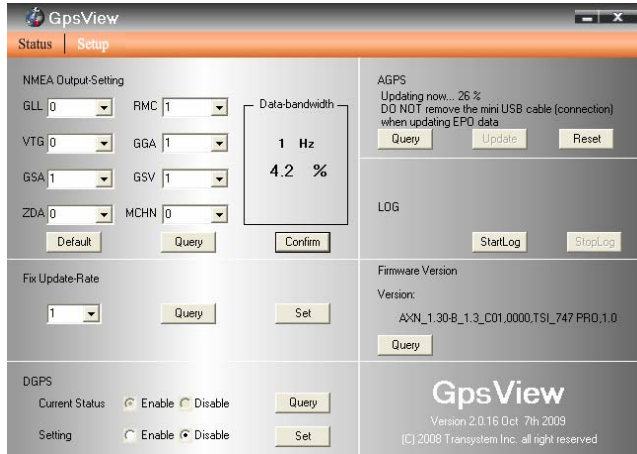 GpsView
Status Setup
NMEA Output-Setting
GLL 0 RMC 1
VTG 0 GGA 1
GSA 1 GSV 1
ZDA 0 MCHN 0
Default Query
Data-bandwidth
1 Hz
4.2 %
Confirm
AGPS
Updating now... 26 %
DO NOT remove the mini USB cable (connection)
when updating EPO data
Query Update Reset
LOG
StartLog StopLog
Fix Update-Rate
1 Query Set
Firmware Version
Version:
AXN_1.30-B_1.3_C01,0000,TSI_747 PRO,1.0
Query
DGPS
Current Status Enable Disable Query
Setting Enable Disable Set
GpsView
Version 2.0.16 Oct 7th 2009
(C) 2008 Transystem Inc. all right reserved